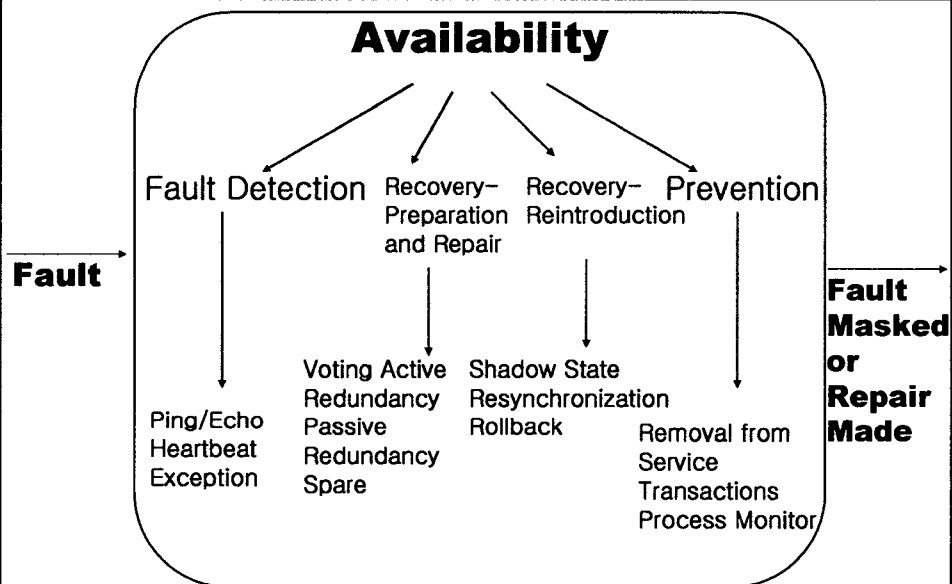 Availability
Fault Detection
Recovery-
Preparation
and Repair
Recovery-
Reintroduction
Prevention
Fault
Fault
Masked
or
Repair
Made
Ping/Echo
Heartbeat
Exception
Voting Active
Redundancy
Passive
Redundancy
Spare
Shadow State
Resynchronization
Rollback
Removal from
Service
Transactions
Process Monitor